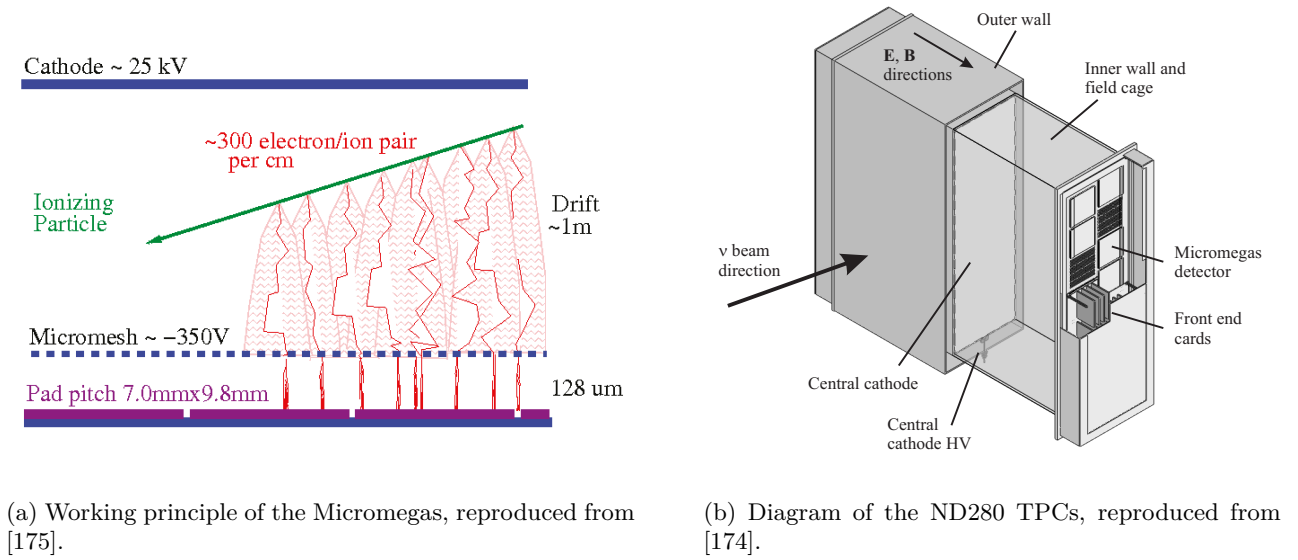 Cathode ~ 25 kV
~300 electron/ion pair
per cm
Ionizing
Particle
Drift
~1m
Micromesh ~ −350V
Pad pitch 7.0mmx9.8mm
128 um
(a) Working principle of the Micromegas, reproduced from
[175].
Outer wall
E, B
directions
Inner wall and
field cage
ν beam
direction
Micromegas
detector
Front end
cards
Central cathode
Central
cathode HV
(b) Diagram of the ND280 TPCs, reproduced from
[174].